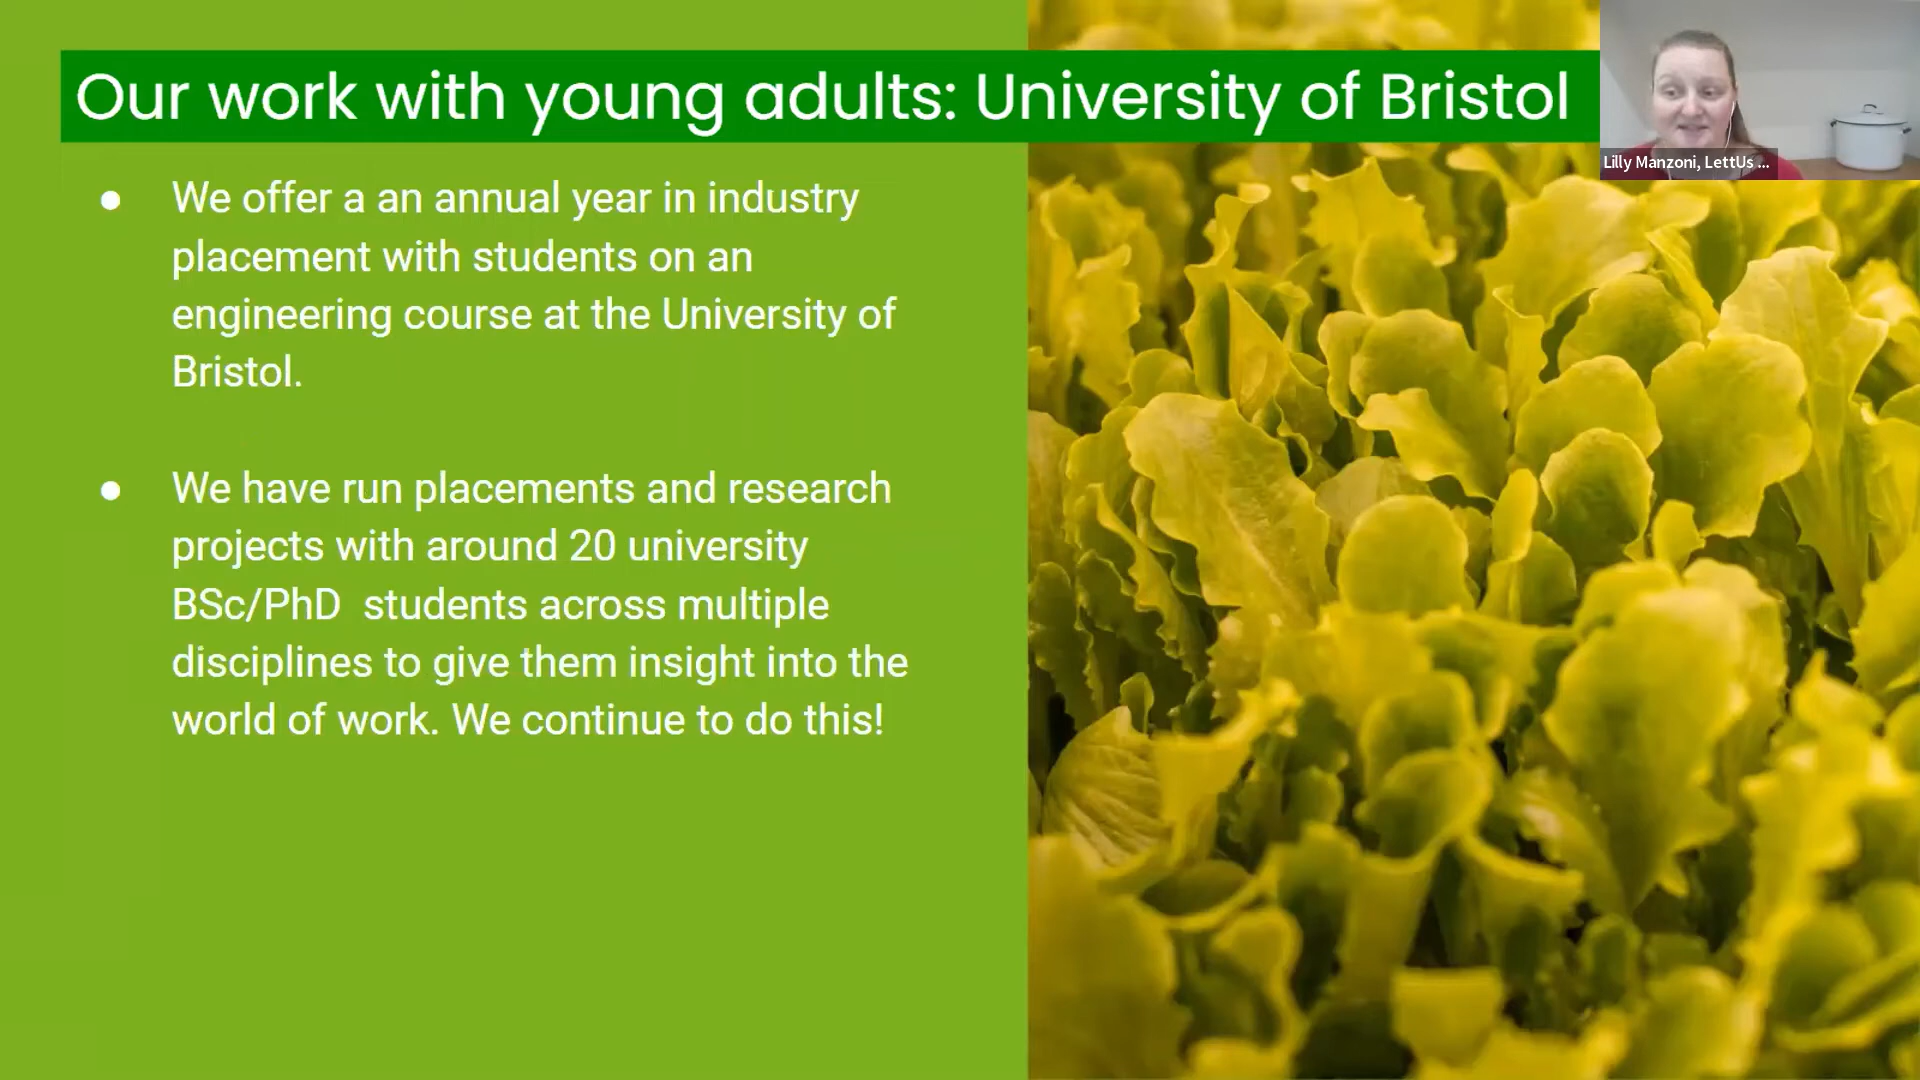 Our work with young adults: University of Bristol
Lilly Manzoni, LettUs ...
● We offer a an annual year in industry
placement with students on an
engineering course at the University of
Bristol.
● We have run placements and research
projects with around 20 university
BSc/PhD  students across multiple
disciplines to give them insight into the
world of work. We continue to do this!